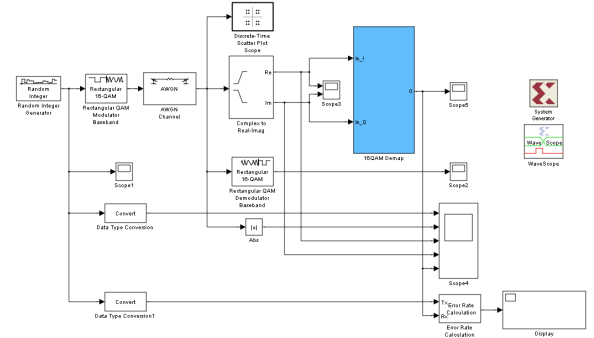 Discrete-Time
Scatter Plot
Scope
Random
Integer
Random Integer
Generator
Rectangular
16-QAM
Rectangular QAM
Modulator
Baseband
AWGN
AWGN
Channel
Re
Im
Complex to
Real-Imag
Scope3
In_I
In_Q
O
16QAM Demap
Scope5
System
Generator
WaveScope
WaveScope
Scope1
Rectangular
16-QAM
Rectangular QAM
Demodulator
Baseband
Scope2
Convert
Data Type Conversion
|u|
Abs
Scope4
Convert
Data Type Conversion1
Tx
Rx
Error Rate
Calculation
Error Rate
Calculation
Display